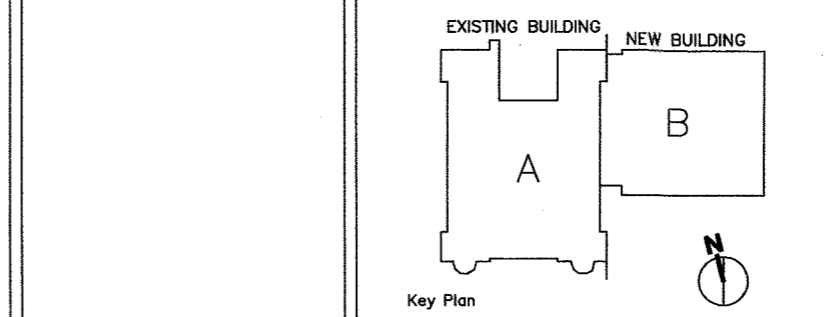 EXISTING BUILDING
NEW BUILDING
B
A
N
Key Plan